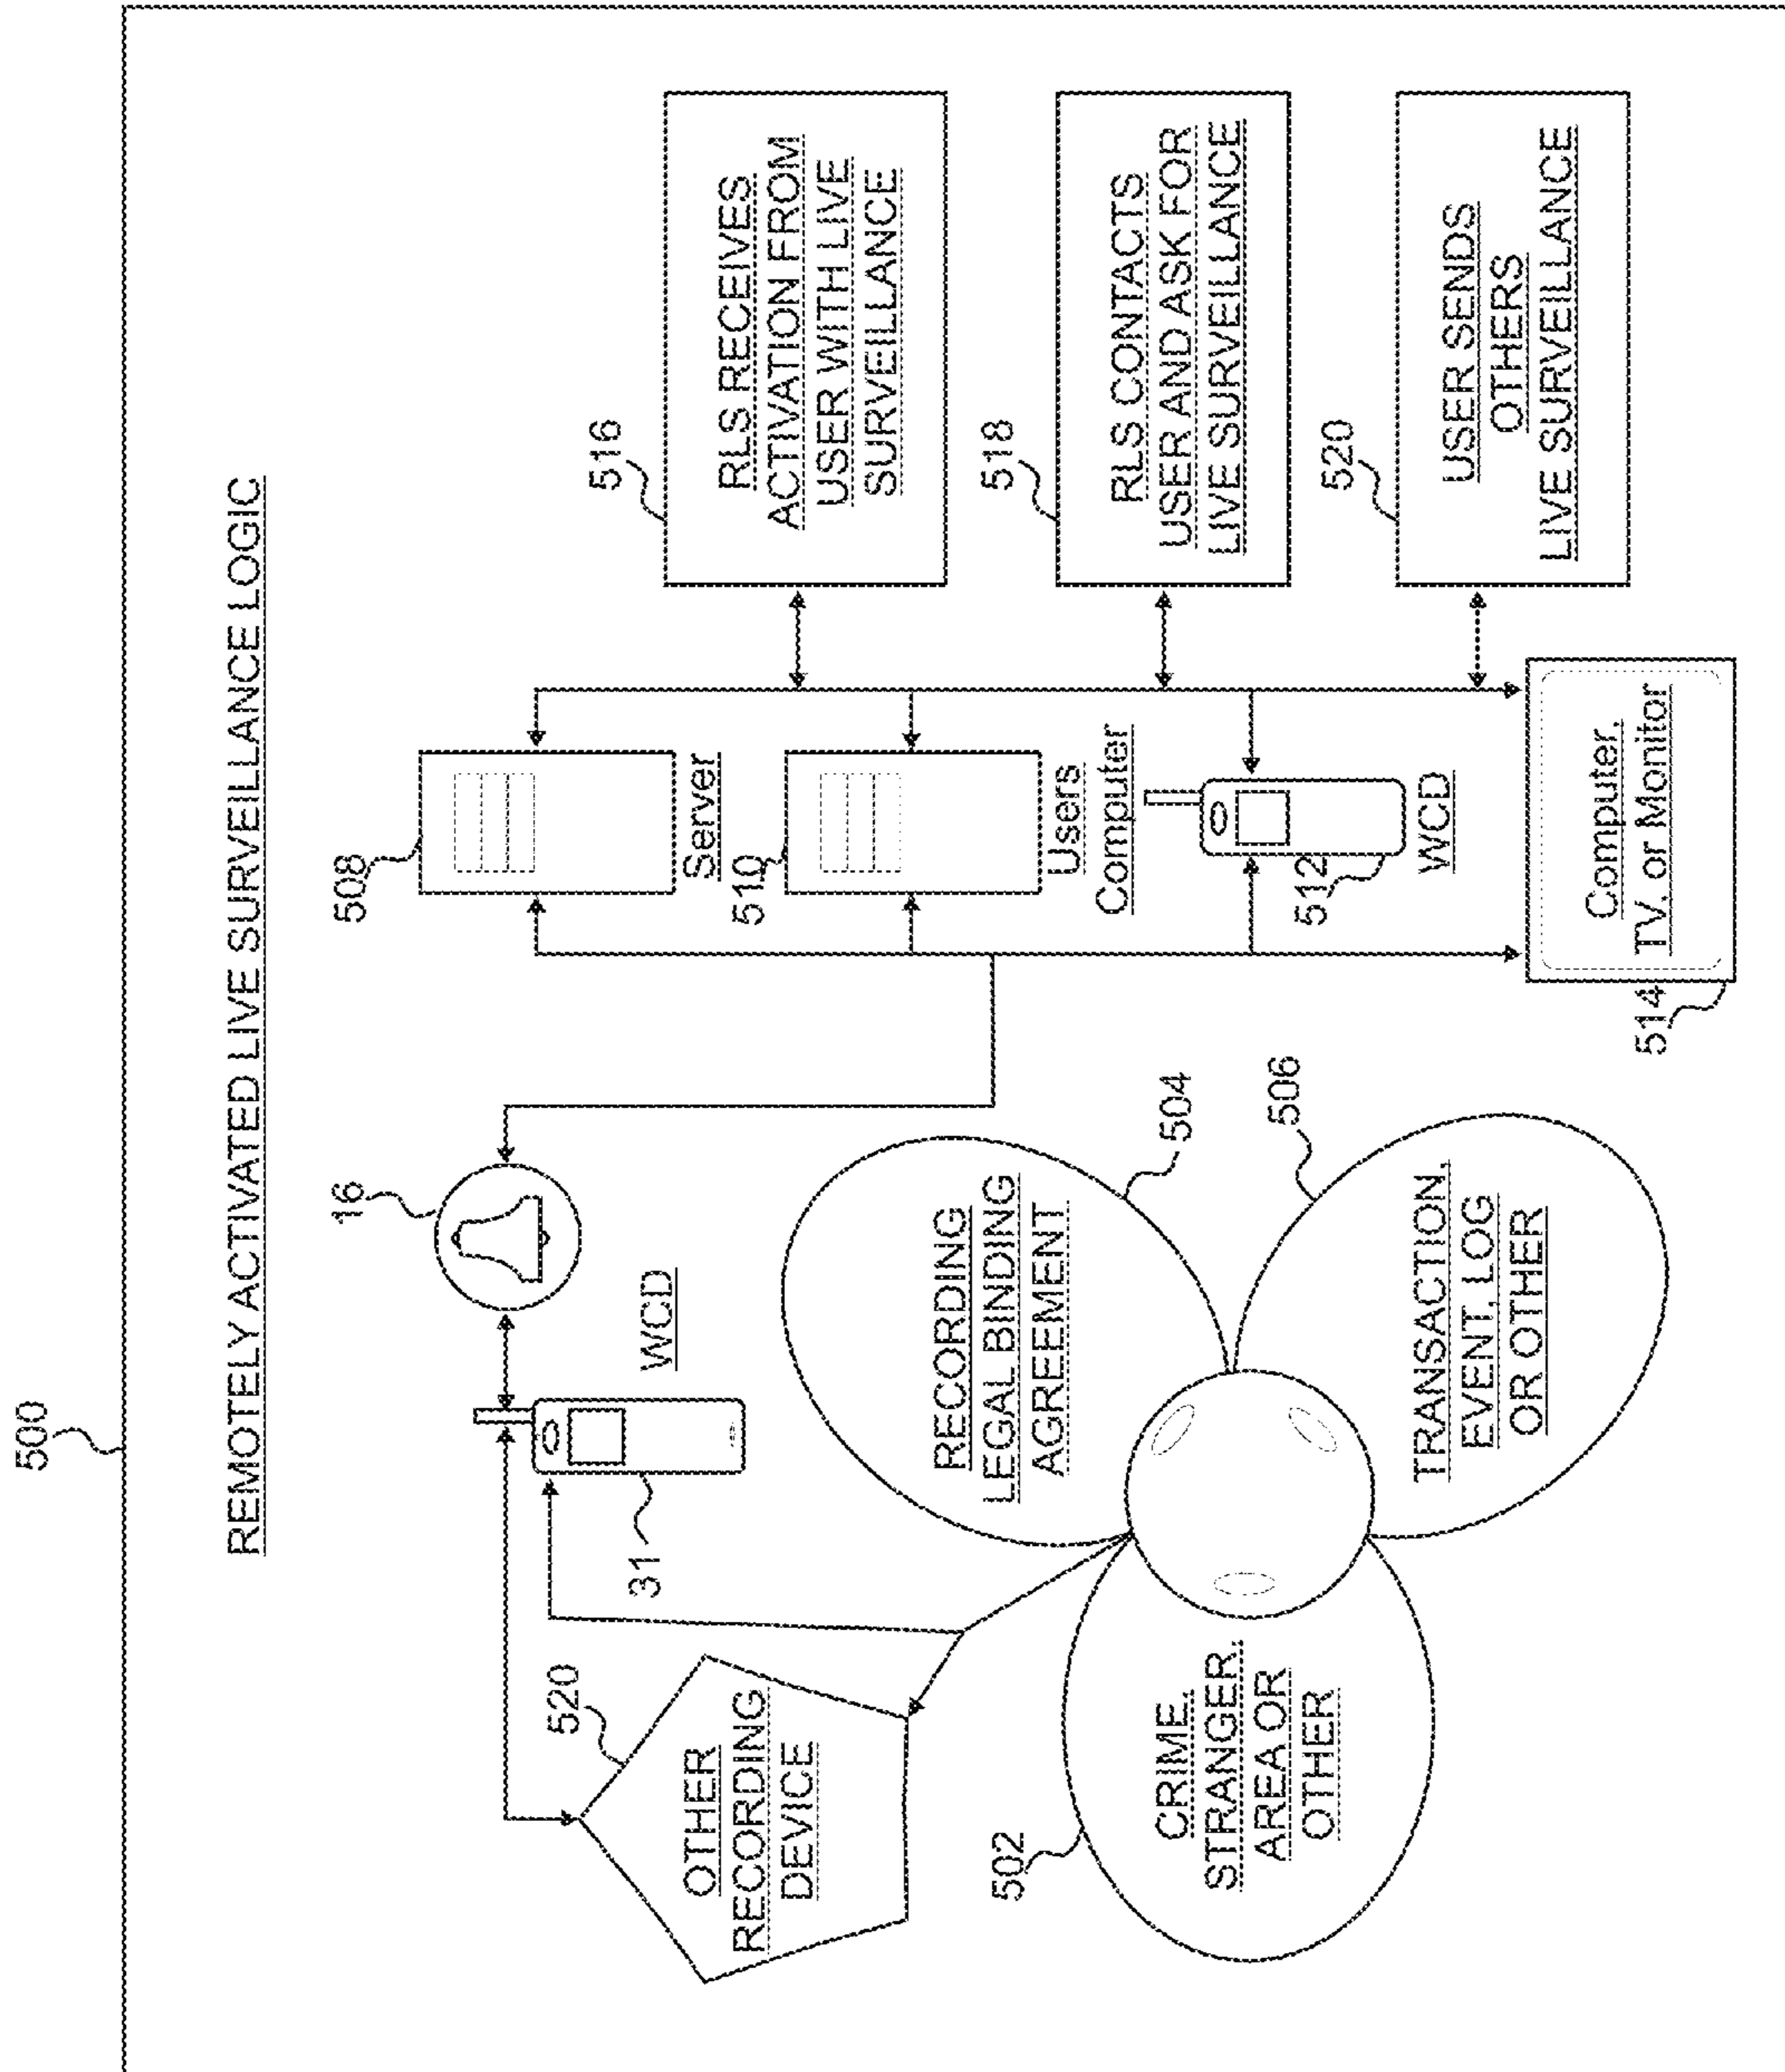 500
REMOTELY ACTIVATED LIVE SURVEILLANCE LOGIC
520
OTHER
RECORDING
DEVICE
31
WCD
16
502
CRIME,
STRANGER,
AREA OR
OTHER
RECORDING
LEGAL BINDING
AGREEMENT
504
TRANSACTION,
EVENT, LOG
OR OTHER
506
508
Server
510
Users
Computer
512
WCD
514
Computer,
TV, or Monitor
516
RLS RECEIVES
ACTIVATION FROM
USER WITH LIVE
SURVEILLANCE
518
RLS CONTACTS
USER AND ASK FOR
LIVE SURVEILLANCE
520
USER SENDS
OTHERS
LIVE SURVEILLANCE